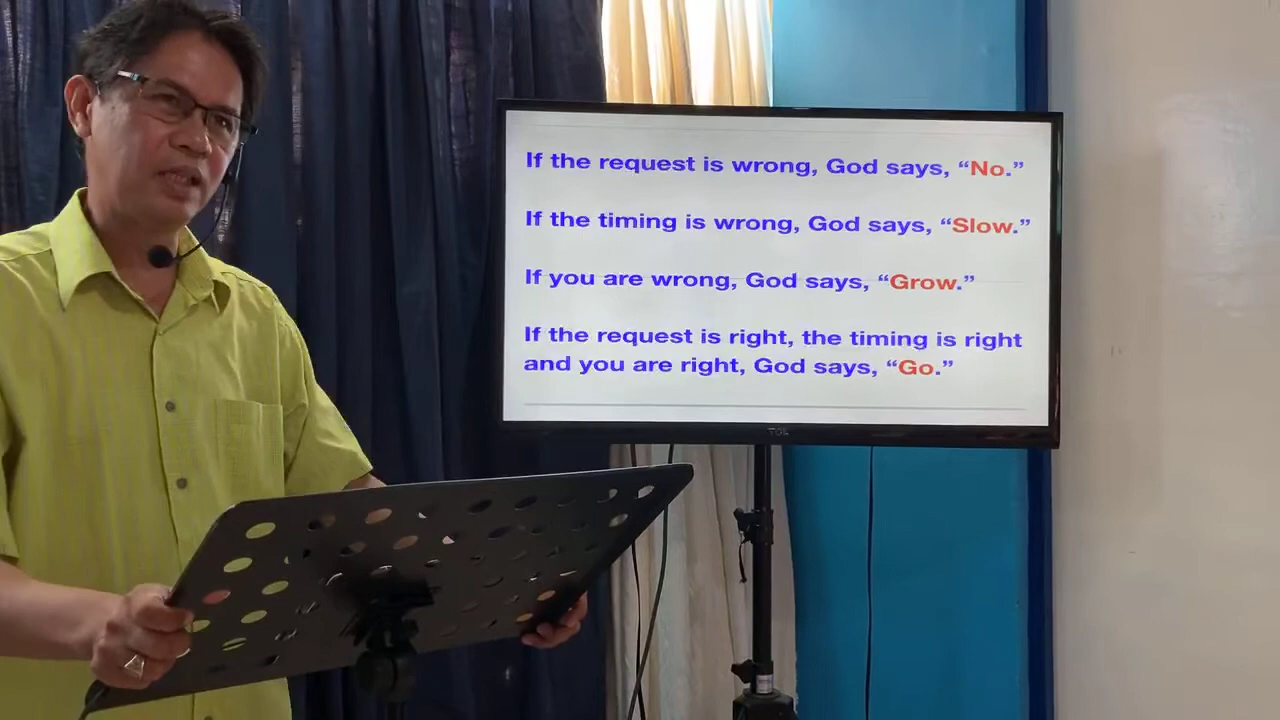 If the request is wrong, God says, “No.”
If the timing is wrong, God says, “Slow.”
If you are wrong, God says, “Grow.”
If the request is right, the timing is right
and you are right, God says, “Go.”
TCL